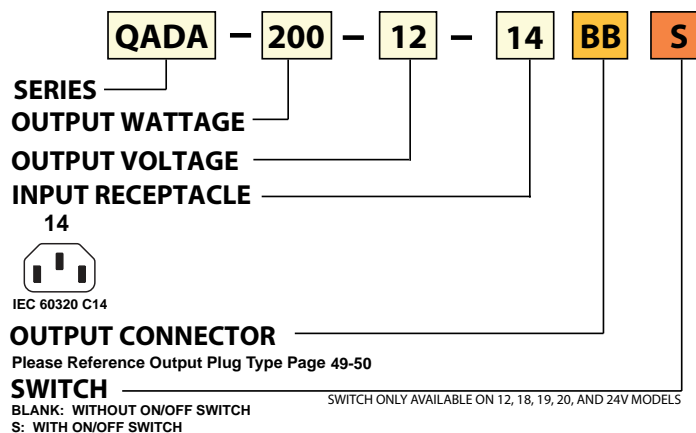 QADA – 200 – 12 – 14 BB S
SERIES
OUTPUT WATTAGE
OUTPUT VOLTAGE
INPUT RECEPTACLE
14
IEC 60320 C14
OUTPUT CONNECTOR
Please Reference Output Plug Type Page 49-50
SWITCH
SWITCH ONLY AVAILABLE ON 12, 18, 19, 20, AND 24V MODELS
BLANK: WITHOUT ON/OFF SWITCH
S: WITH ON/OFF SWITCH